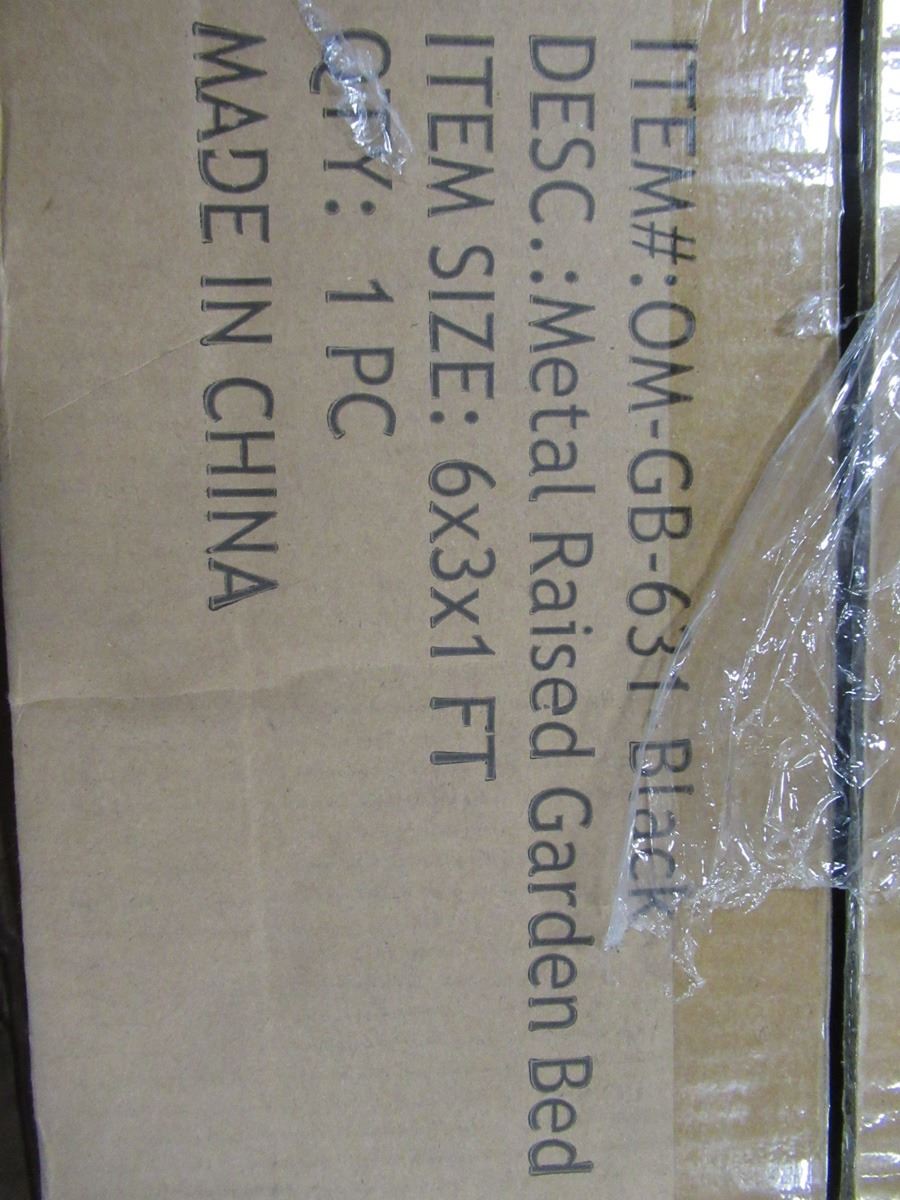 ITEM#:OM-GB-631 Black
DESC.:Metal Raised Garden Bed
ITEM SIZE: 6x3x1 FT
QTY: 1 PC
MADE IN CHINA